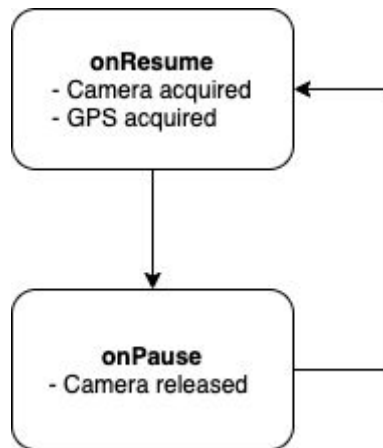 onResume
- Camera acquired
- GPS acquired
onPause
- Camera released